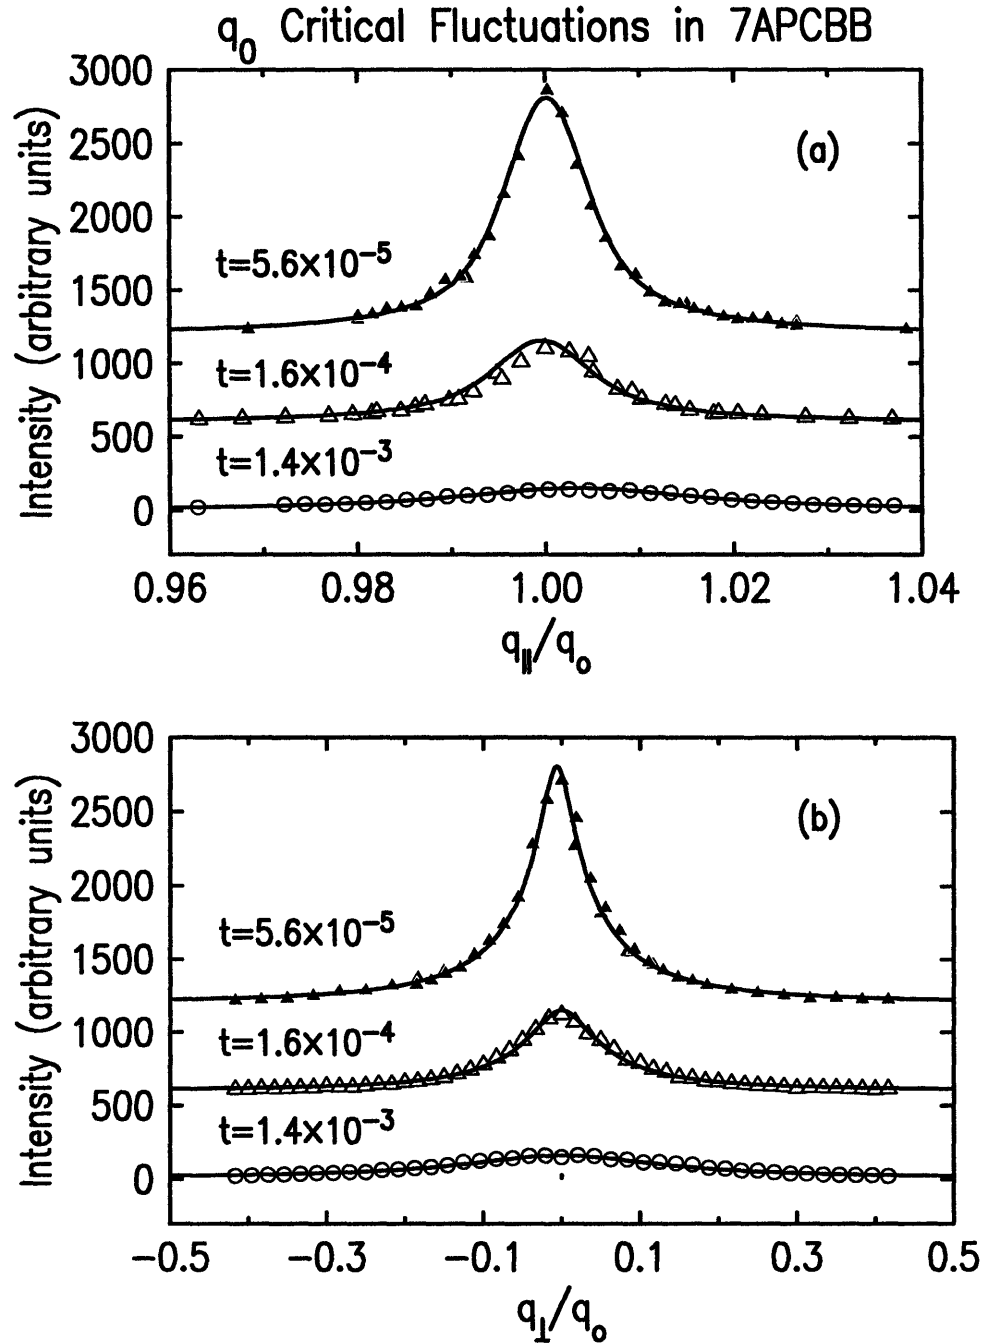 q₀ Critical Fluctuations in 7APCBB
3000
2500
2000
1500
1000
500
0
Intensity (arbitrary units)
(a)
t=5.6×10⁻⁵
t=1.6×10⁻⁴
t=1.4×10⁻³
0.96 0.98 1.00 1.02 1.04
q∥/qₒ
3000
2500
2000
1500
1000
500
0
Intensity (arbitrary units)
(b)
t=5.6×10⁻⁵
t=1.6×10⁻⁴
t=1.4×10⁻³
−0.5 −0.3 −0.1 0.1 0.3 0.5
q⊥/qₒ